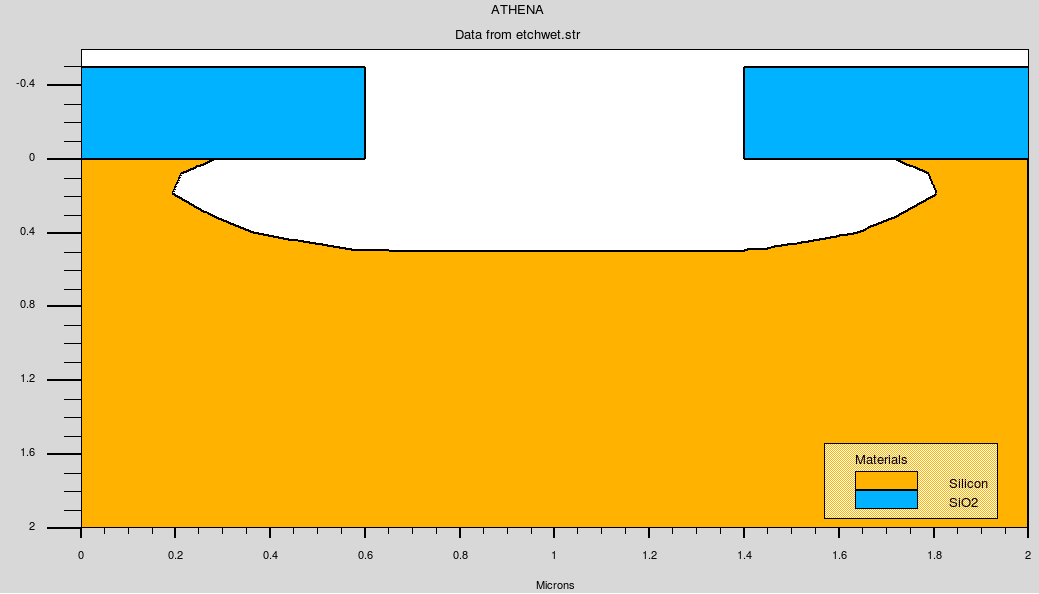 ATHENA
Data from etchwet.str
-0.4
0
0.4
0.8
1.2
1.6
2
Materials
Silicon
SiO2
0 0.2 0.4 0.6 0.8 1 1.2 1.4 1.6 1.8 2
Microns